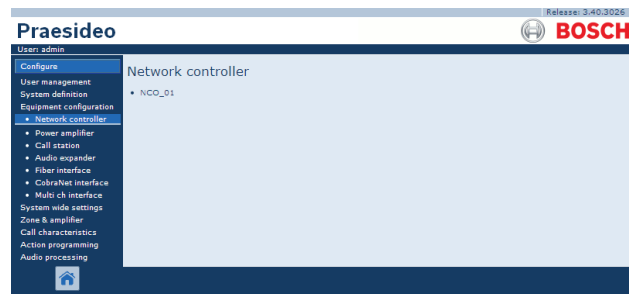 Release: 3.40.3026
Praesideo
BOSCH
User: admin
Configure
User management
System definition
Equipment configuration
• Network controller
• Power amplifier
• Call station
• Audio expander
• Fiber interface
• CobraNet interface
• Multi ch interface
System wide settings
Zone & amplifier
Call characteristics
Action programming
Audio processing
Network controller
• NCO_01